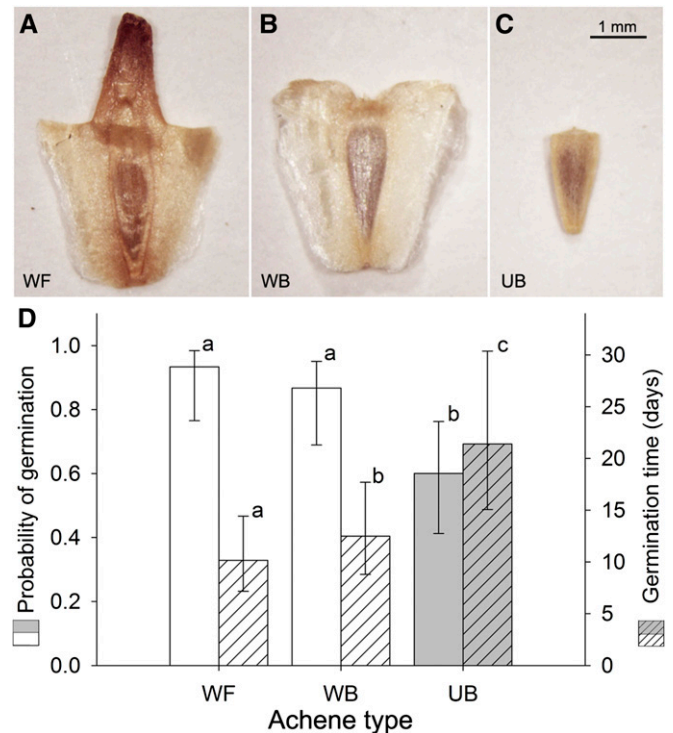 A
B
C
1 mm
WF
WB
UB
D
Probability of germination
1.0
0.8
0.6
0.4
0.2
0.0
a
a
a
b
b
c
30
25
20
15
10
5
0
Germination time (days)
WF
WB
UB
Achene type